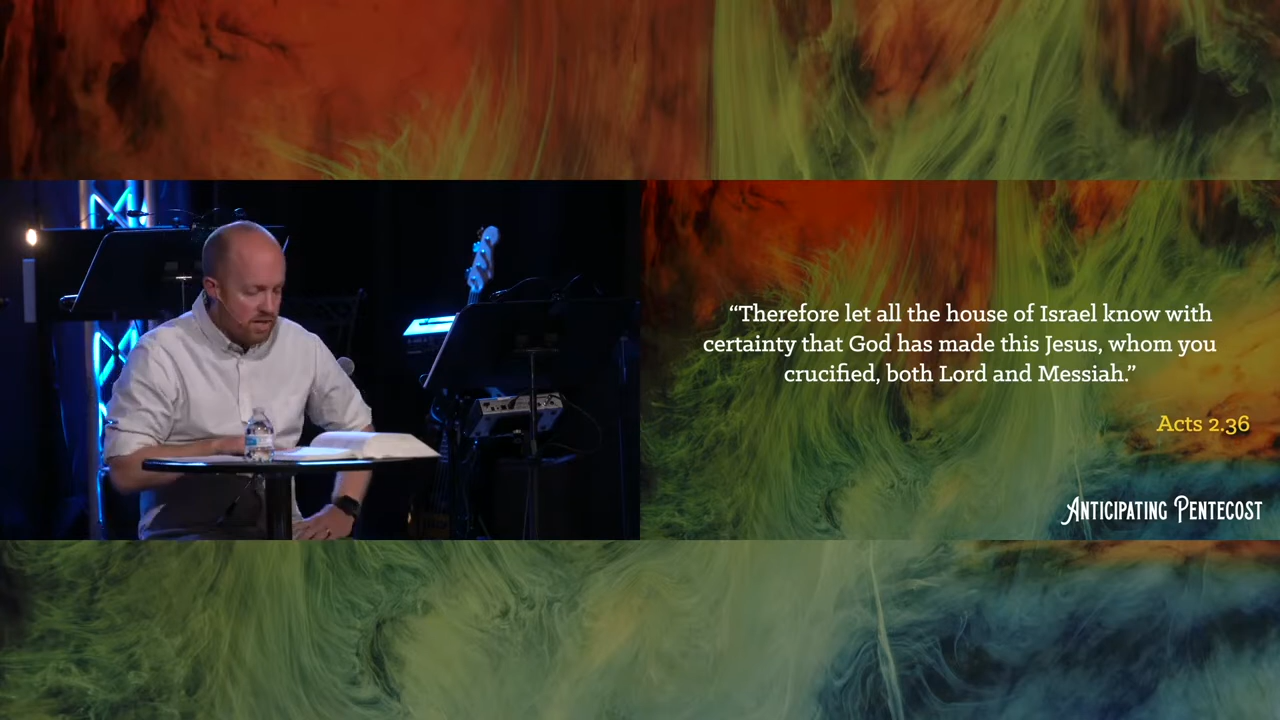 “Therefore let all the house of Israel know with
certainty that God has made this Jesus, whom you
crucified, both Lord and Messiah.”
Acts 2.36
Anticipating Pentecost